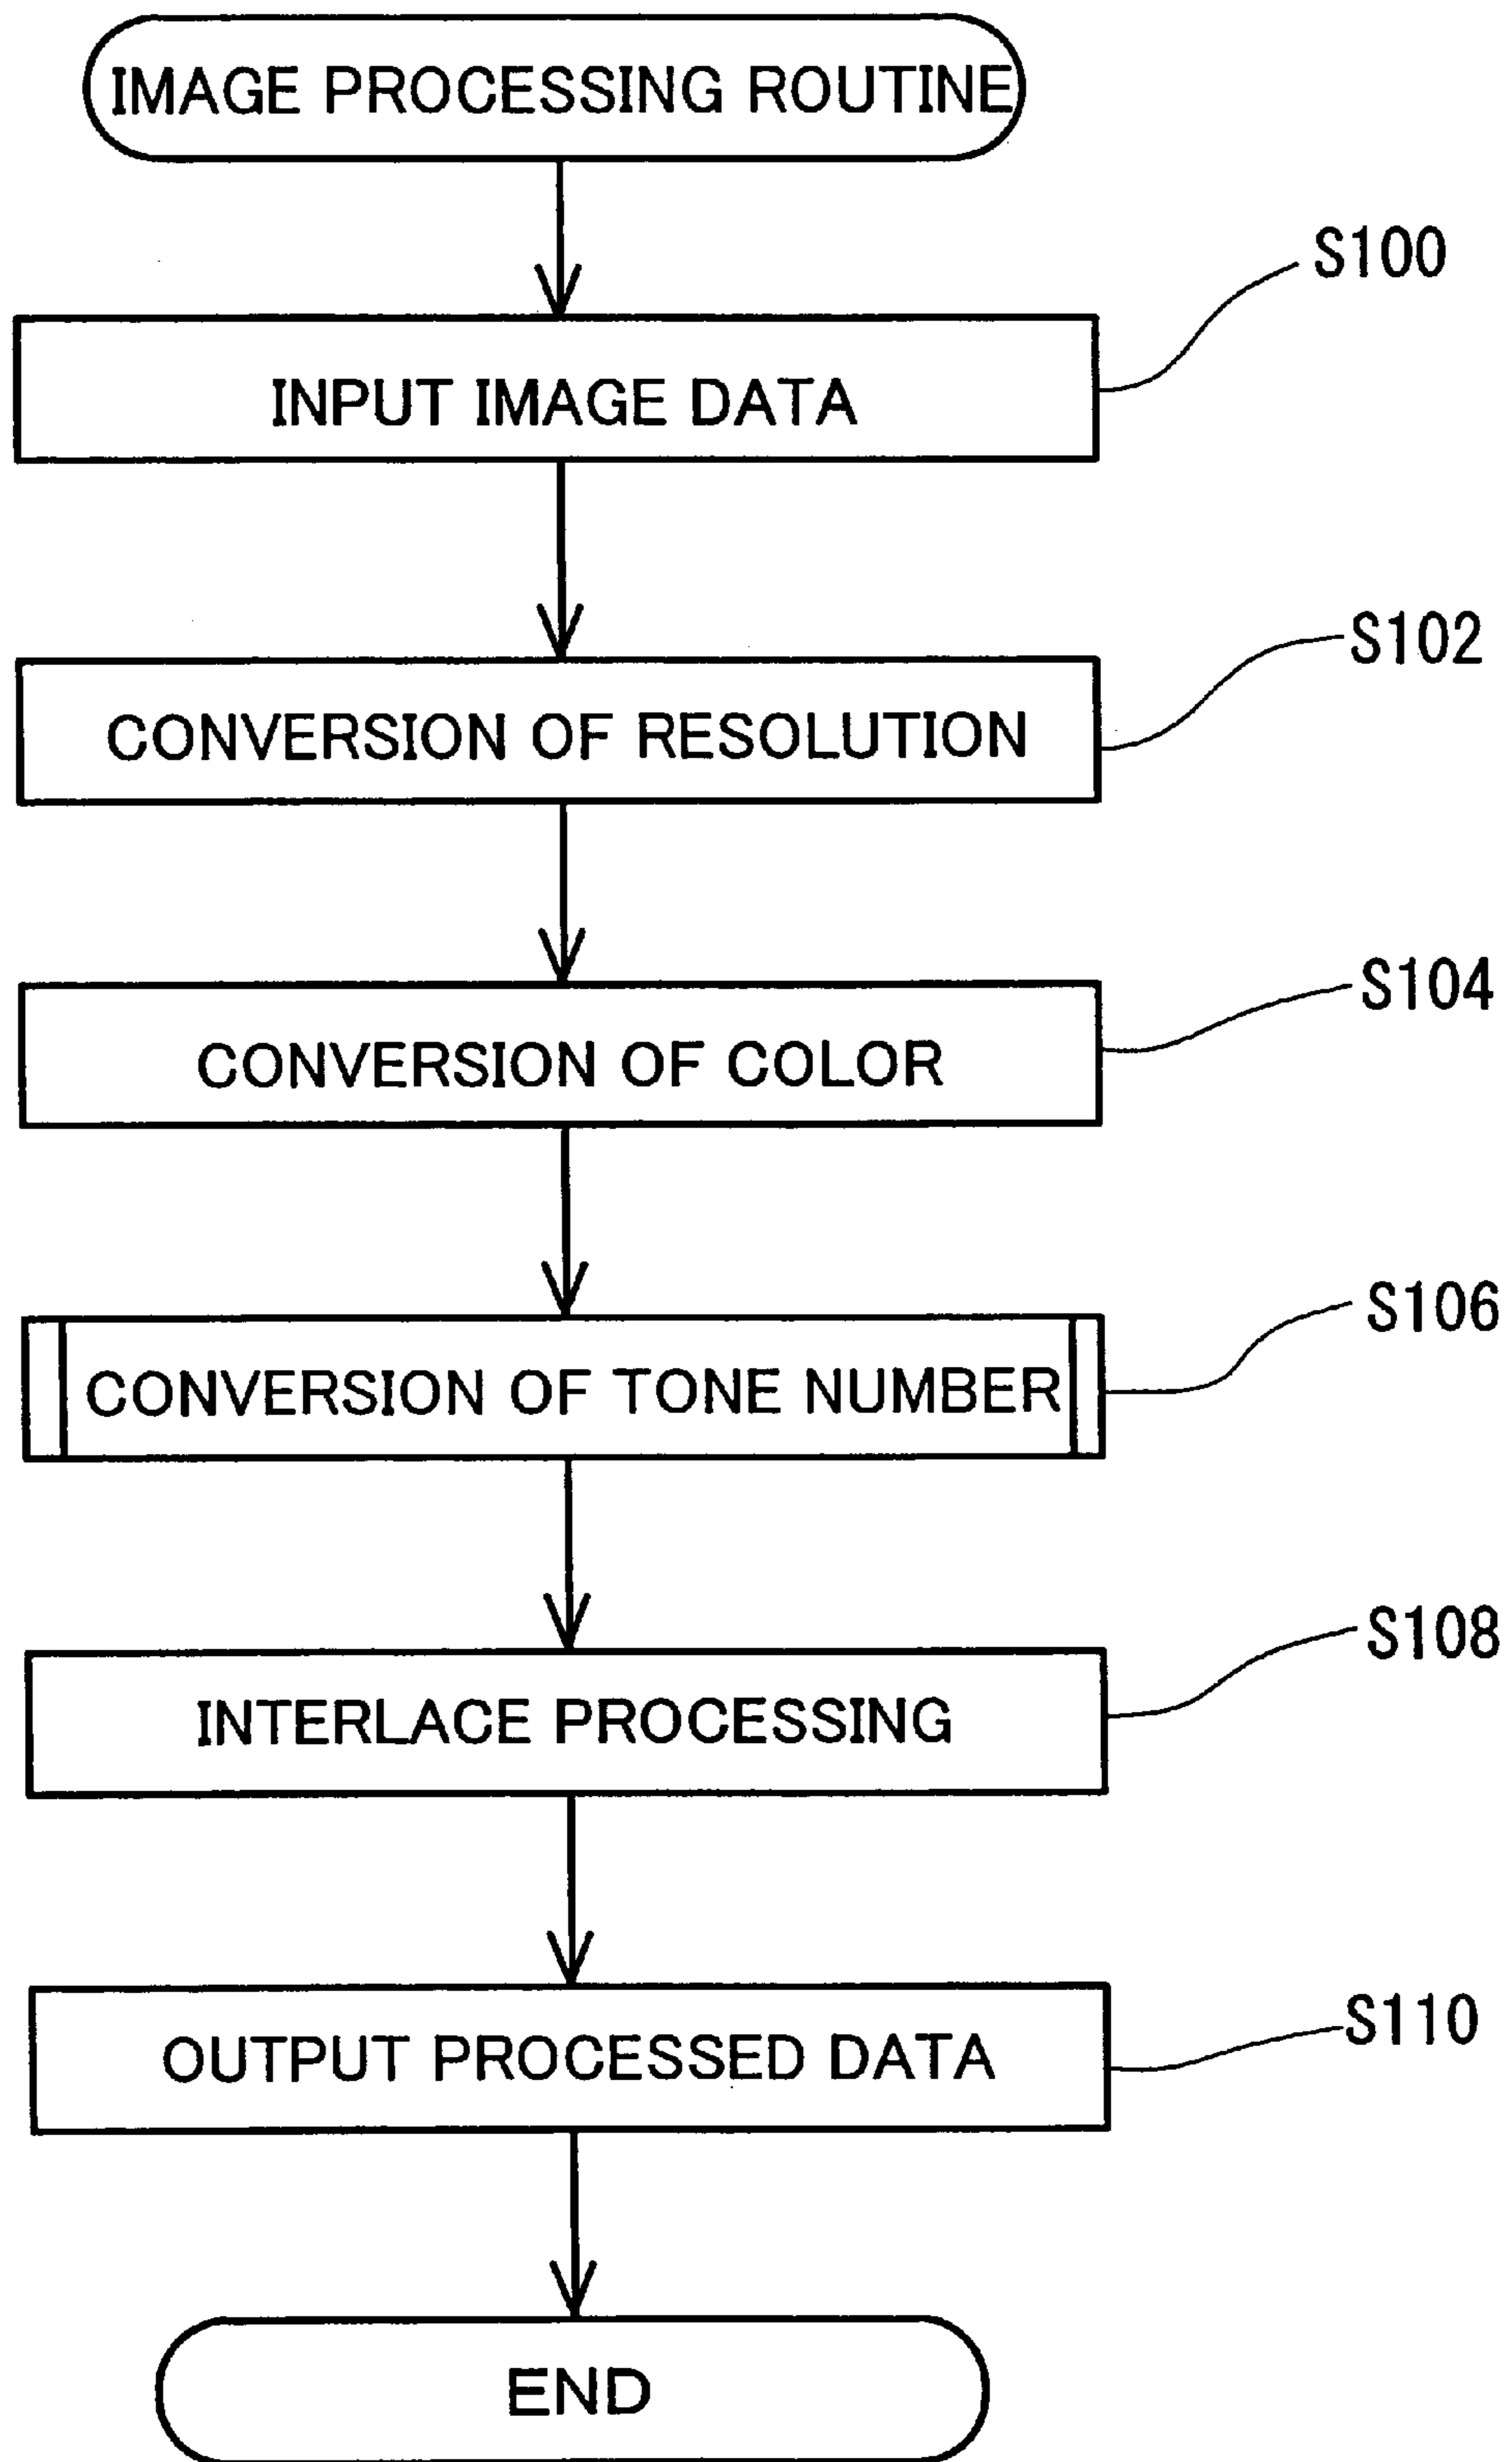 IMAGE PROCESSING ROUTINE
S100
INPUT IMAGE DATA
S102
CONVERSION OF RESOLUTION
S104
CONVERSION OF COLOR
S106
CONVERSION OF TONE NUMBER
S108
INTERLACE PROCESSING
S110
OUTPUT PROCESSED DATA
END